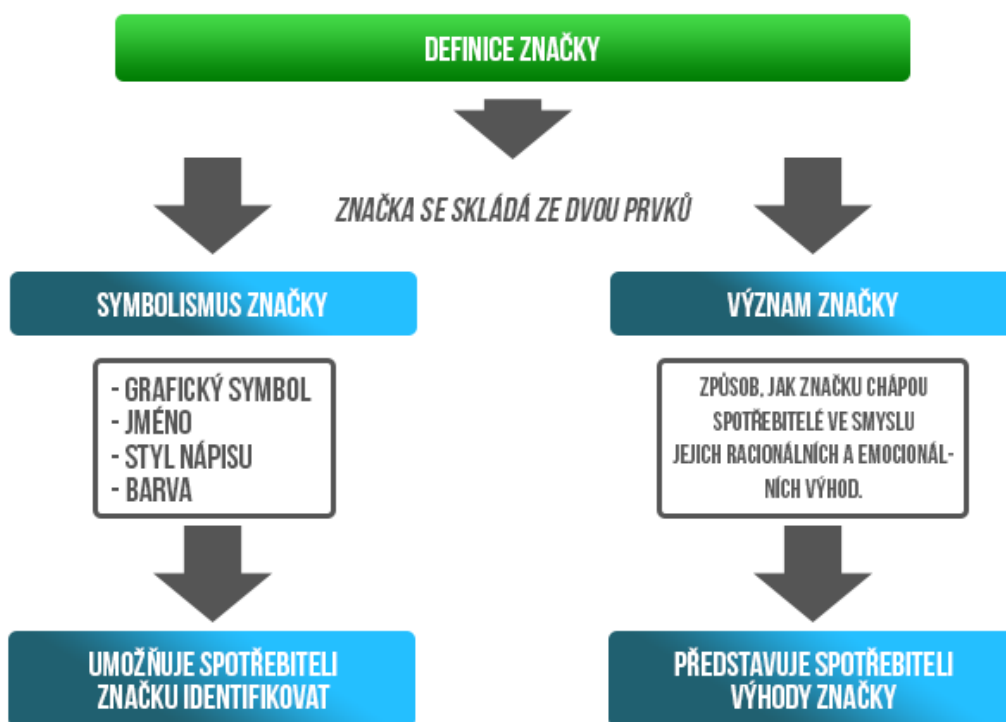 DEFINICE ZNAČKY
ZNAČKA SE SKLÁDÁ ZE DVOU PRVKŮ
SYMBOLISMUS ZNAČKY
- GRAFICKÝ SYMBOL
- JMÉNO
- STYL NÁPISU
- BARVA
UMOŽŇUJE SPOTŘEBITELI
ZNAČKU IDENTIFIKOVAT
VÝZNAM ZNAČKY
ZPŮSOB, JAK ZNAČKU CHÁPOU
SPOTŘEBITELÉ VE SMYSLU
JEJICH RACIONÁLNÍCH A EMOCIONÁL-
NÍCH VÝHOD.
PŘEDSTAVUJE SPOTŘEBITELI
VÝHODY ZNAČKY